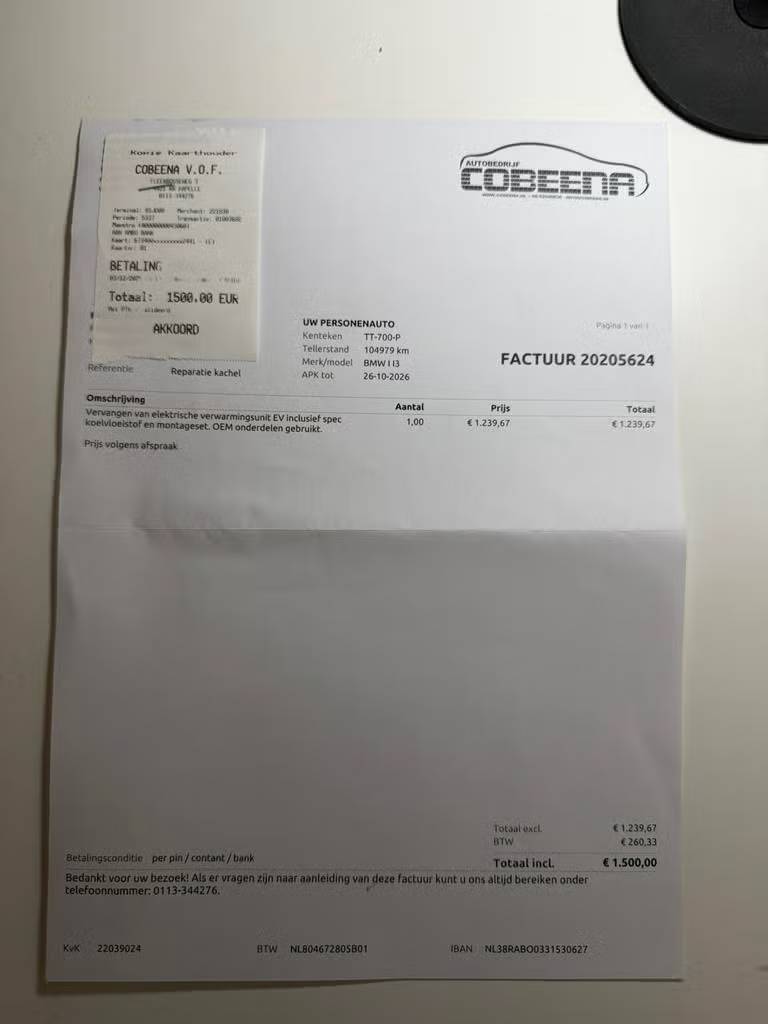 Kopie Kaarthouder
COBEENA V.O.F.
0113-344276
BETALING
Totaal: 1500.00 EUR
AKKOORD
AUTOBEDRIJF
COBEENA
Pagina 1 van 1
UW PERSONENAUTO
Kenteken TT-700-P
Tellerstand 104979 km
Merk/model BMW I I3
APK tot 26-10-2026
FACTUUR 20205624
Referentie Reparatie kachel
Omschrijving Aantal Prijs Totaal
Vervangen van elektrische verwarmingsunit EV inclusief spec
koelvloeistof en montageset. OEM onderdelen gebruikt. 1,00 € 1.239,67 € 1.239,67
Prijs volgens afspraak
Totaal excl. € 1.239,67
BTW € 260,33
Betalingsconditie per pin / contant / bank
Totaal incl. € 1.500,00
Bedankt voor uw bezoek! Als er vragen zijn naar aanleiding van deze factuur kunt u ons altijd bereiken onder
telefoonnummer: 0113-344276.
KvK 22039024 BTW NL804672805B01 IBAN NL38RABO0331530627